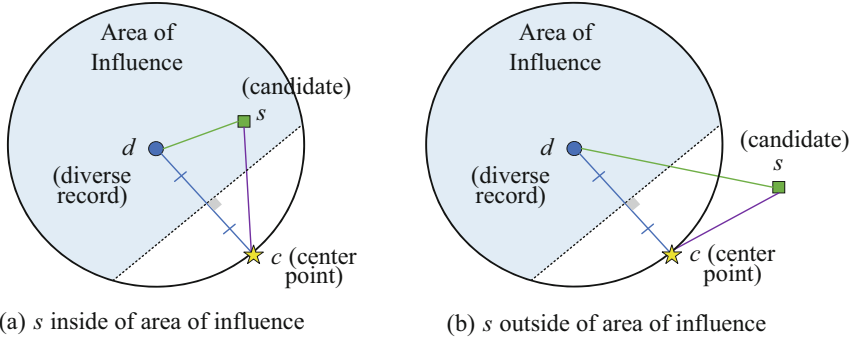 Area of
Influence
(candidate)
s
d
(diverse
record)
c (center
point)
(a) s inside of area of influence
Area of
Influence
(candidate)
s
d
(diverse
record)
c (center
point)
(b) s outside of area of influence